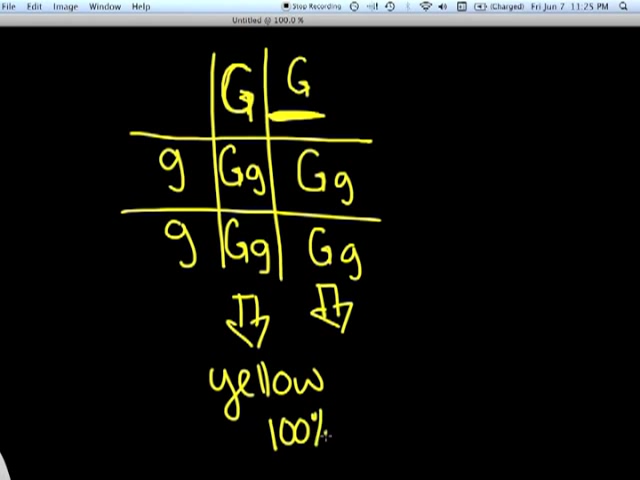 File Edit Image Window Help Stop Recording (Charged) Fri Jun 7 11:25 PM
Untitled @ 100.0 %
G G
g Gg Gg
g Gg Gg
yellow
100%